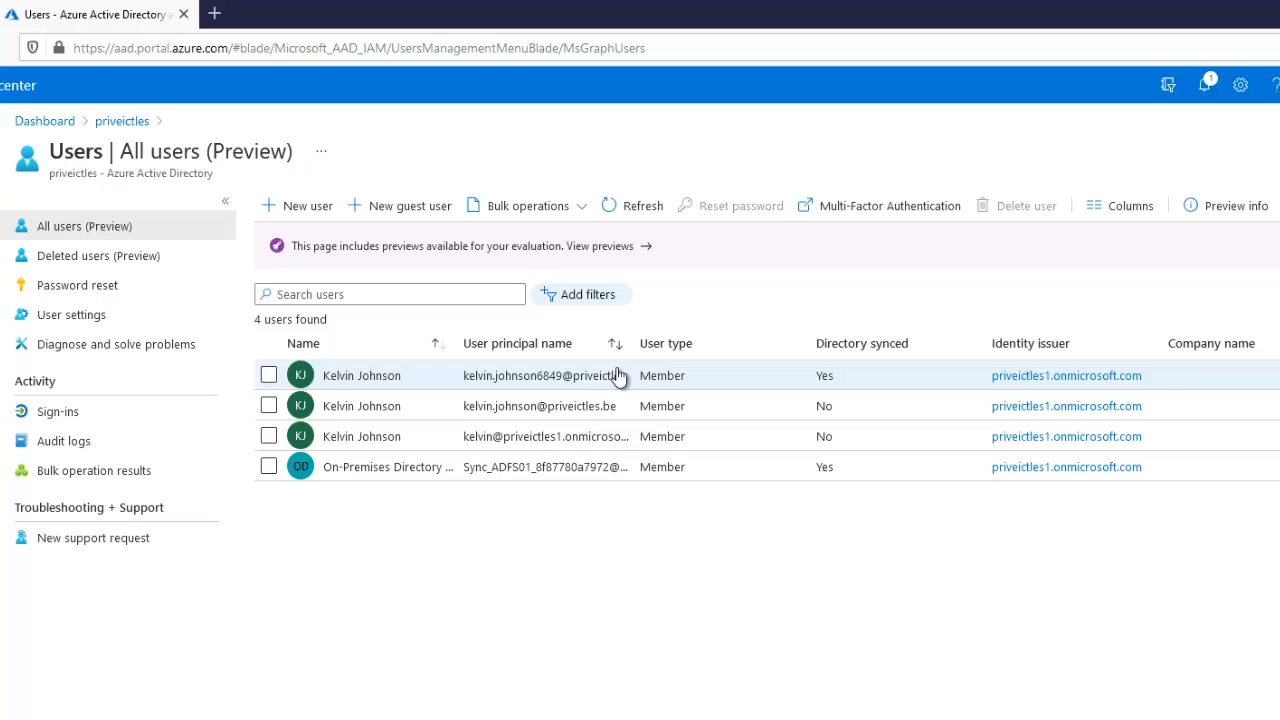 Users - Azure Active Directory
https://aad.portal.azure.com/#blade/Microsoft_AAD_IAM/UsersManagementMenuBlade/MsGraphUsers
center
1
?
Dashboard > priveictles >
Users | All users (Preview) ...
priveictles - Azure Active Directory
«
All users (Preview)
Deleted users (Preview)
Password reset
User settings
Diagnose and solve problems
Activity
Sign-ins
Audit logs
Bulk operation results
Troubleshooting + Support
New support request
+ New user + New guest user Bulk operations Refresh Reset password Multi-Factor Authentication Delete user Columns Preview info
This page includes previews available for your evaluation. View previews →
Search users Add filters
4 users found
Name User principal name User type Directory synced Identity issuer Company name
KJ Kelvin Johnson kelvin.johnson6849@priveictl Member Yes priveictles1.onmicrosoft.com
KJ Kelvin Johnson kelvin.johnson@priveictles.be Member No priveictles1.onmicrosoft.com
KJ Kelvin Johnson kelvin@priveictles1.onmicroso... Member No priveictles1.onmicrosoft.com
OD On-Premises Directory ... Sync_ADFS01_8f87780a7972@... Member Yes priveictles1.onmicrosoft.com